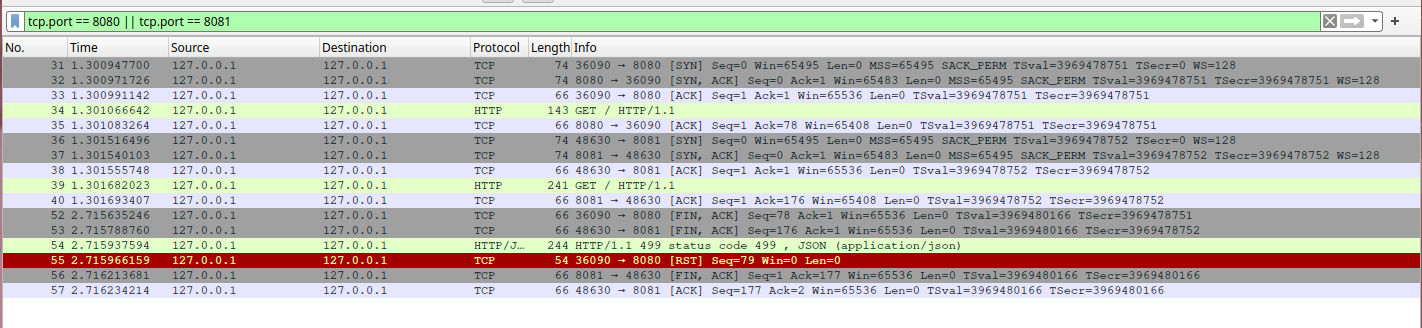 tcp.port == 8080 || tcp.port == 8081
No. Time Source Destination Protocol Length Info
31 1.300947700 127.0.0.1 127.0.0.1 TCP 74 36090 → 8080 [SYN] Seq=0 Win=65495 Len=0 MSS=65495 SACK_PERM TSval=3969478751 TSecr=0 WS=128
32 1.300971726 127.0.0.1 127.0.0.1 TCP 74 8080 → 36090 [SYN, ACK] Seq=0 Ack=1 Win=65483 Len=0 MSS=65495 SACK_PERM TSval=3969478751 TSecr=3969478751 WS=128
33 1.300991142 127.0.0.1 127.0.0.1 TCP 66 36090 → 8080 [ACK] Seq=1 Ack=1 Win=65536 Len=0 TSval=3969478751 TSecr=3969478751
34 1.301066642 127.0.0.1 127.0.0.1 HTTP 143 GET / HTTP/1.1
35 1.301083264 127.0.0.1 127.0.0.1 TCP 66 8080 → 36090 [ACK] Seq=1 Ack=78 Win=65408 Len=0 TSval=3969478751 TSecr=3969478751
36 1.301516496 127.0.0.1 127.0.0.1 TCP 74 48630 → 8081 [SYN] Seq=0 Win=65495 Len=0 MSS=65495 SACK_PERM TSval=3969478752 TSecr=0 WS=128
37 1.301540103 127.0.0.1 127.0.0.1 TCP 74 8081 → 48630 [SYN, ACK] Seq=0 Ack=1 Win=65483 Len=0 MSS=65495 SACK_PERM TSval=3969478752 TSecr=3969478752 WS=128
38 1.301555748 127.0.0.1 127.0.0.1 TCP 66 48630 → 8081 [ACK] Seq=1 Ack=1 Win=65536 Len=0 TSval=3969478752 TSecr=3969478752
39 1.301682023 127.0.0.1 127.0.0.1 HTTP 241 GET / HTTP/1.1
40 1.301693407 127.0.0.1 127.0.0.1 TCP 66 8081 → 48630 [ACK] Seq=1 Ack=176 Win=65408 Len=0 TSval=3969478752 TSecr=3969478752
52 2.715635246 127.0.0.1 127.0.0.1 TCP 66 36090 → 8080 [FIN, ACK] Seq=78 Ack=1 Win=65536 Len=0 TSval=3969480166 TSecr=3969478751
53 2.715788760 127.0.0.1 127.0.0.1 TCP 66 48630 → 8081 [FIN, ACK] Seq=176 Ack=1 Win=65536 Len=0 TSval=3969480166 TSecr=3969478752
54 2.715937594 127.0.0.1 127.0.0.1 HTTP/J… 244 HTTP/1.1 499 status code 499 , JSON (application/json)
55 2.715966159 127.0.0.1 127.0.0.1 TCP 54 36090 → 8080 [RST] Seq=79 Win=0 Len=0
56 2.716213681 127.0.0.1 127.0.0.1 TCP 66 8081 → 48630 [FIN, ACK] Seq=1 Ack=177 Win=65536 Len=0 TSval=3969480166 TSecr=3969480166
57 2.716234214 127.0.0.1 127.0.0.1 TCP 66 48630 → 8081 [ACK] Seq=177 Ack=2 Win=65536 Len=0 TSval=3969480166 TSecr=3969480166